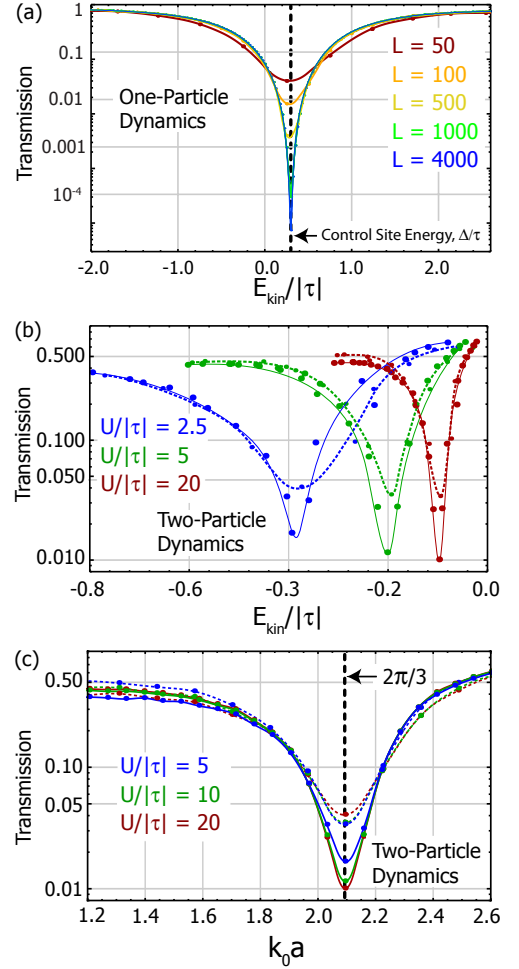 (a)
Transmission
1
0.1
0.01
0.001
10⁻⁴
One-Particle
Dynamics
L = 50
L = 100
L = 500
L = 1000
L = 4000
Control Site Energy, Δ/τ
-2.0 -1.0 0.0 1.0 2.0
E_kin/|τ|
(b)
Transmission
0.500
0.100
0.050
0.010
U/|τ| = 2.5
U/|τ| = 5
U/|τ| = 20
Two-Particle
Dynamics
-0.8 -0.3 -0.2 0.0
E_kin/|τ|
(c)
Transmission
0.50
0.10
0.05
0.01
2π/3
U/|τ| = 5
U/|τ| = 10
U/|τ| = 20
Two-Particle
Dynamics
1.2 1.4 1.6 1.8 2.0 2.2 2.4 2.6
k₀a